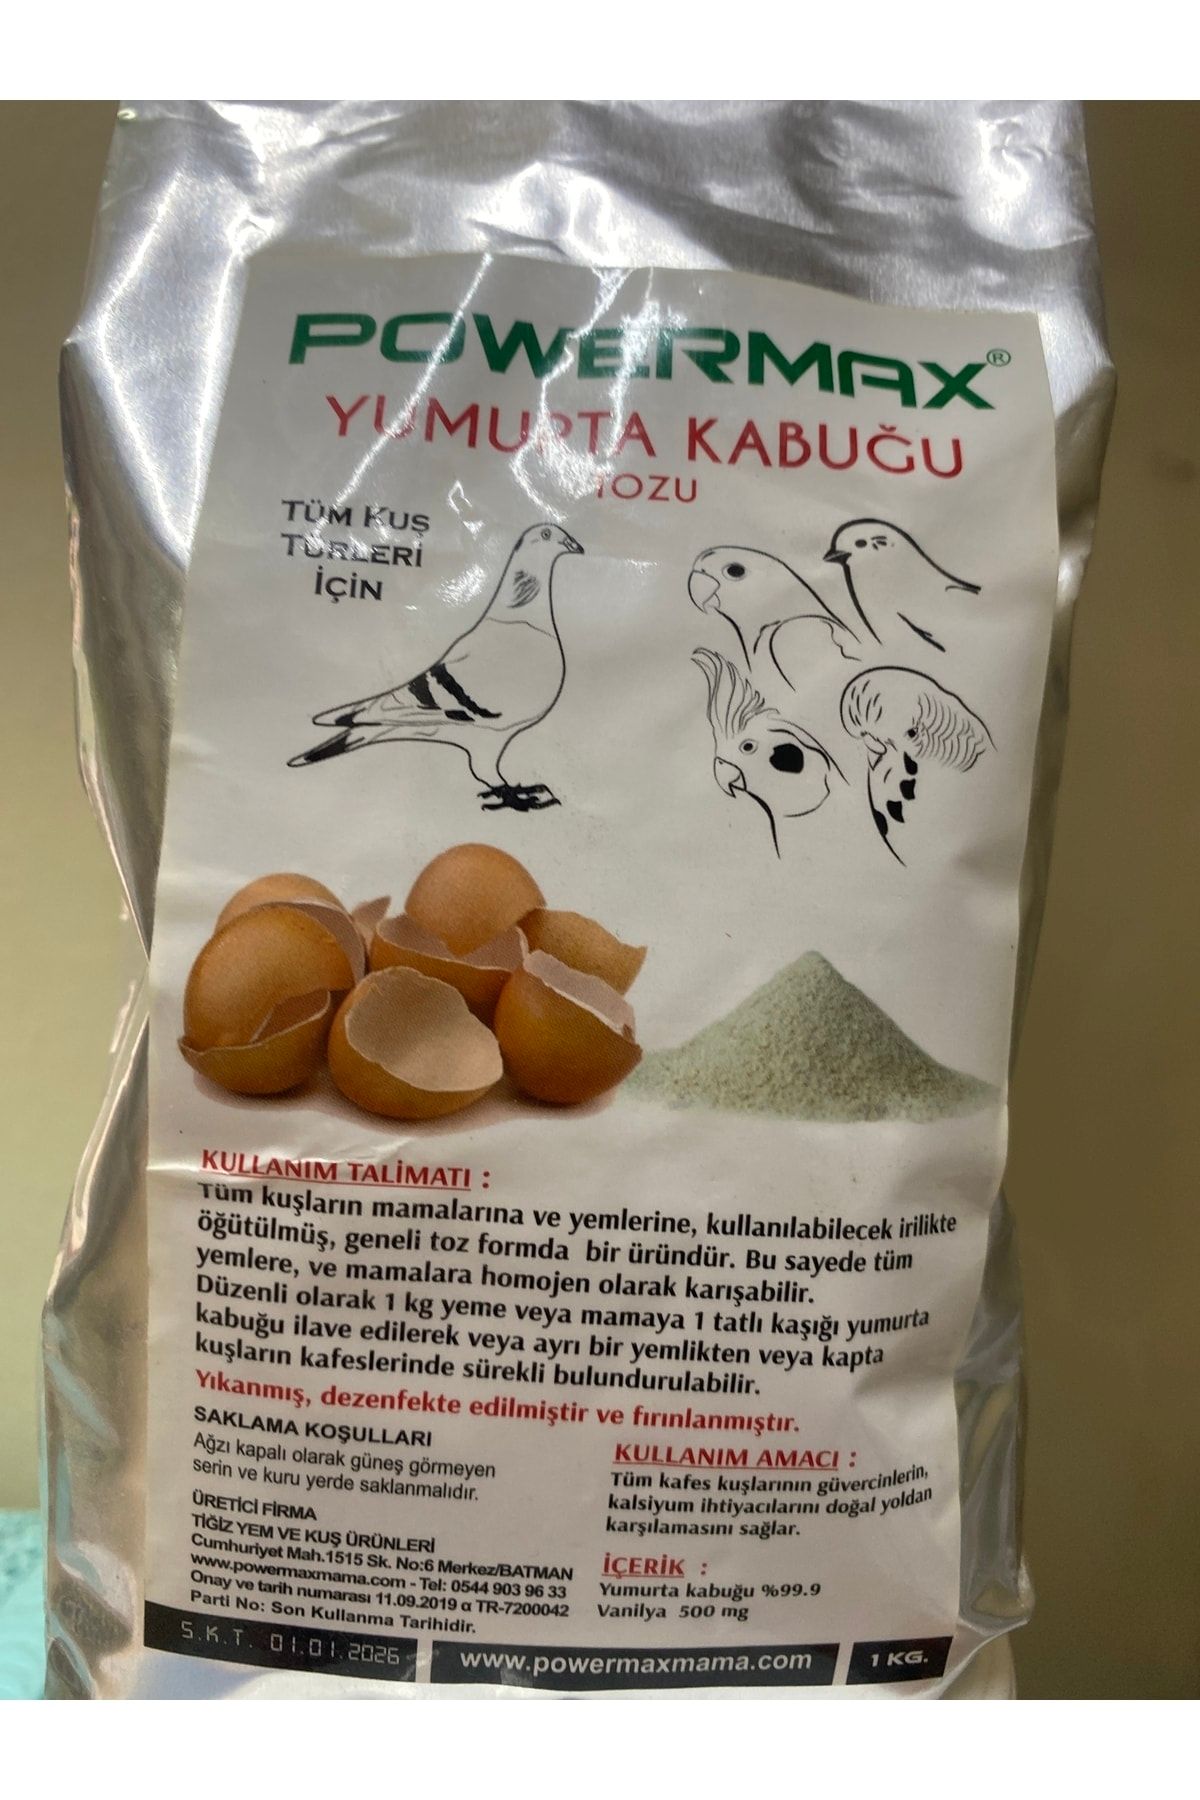 POWERMAX®
YUMURTA KABUĞU
TOZU
TÜM KUŞ
TÜRLERİ
İÇİN
KULLANIM TALİMATI :
Tüm kuşların mamalarına ve yemlerine, kullanılabilecek irilikte
öğütülmüş, geneli toz formda bir üründür. Bu sayede tüm
yemlere, ve mamalara homojen olarak karışabilir.
Düzenli olarak 1 kg yeme veya mamaya 1 tatlı kaşığı yumurta
kabuğu ilave edilerek veya ayrı bir yemlikten veya kapta
kuşların kafeslerinde sürekli bulundurulabilir.
Yıkanmış, dezenfekte edilmiştir ve fırınlanmıştır.
SAKLAMA KOŞULLARI
Ağzı kapalı olarak güneş görmeyen
serin ve kuru yerde saklanmalıdır.
ÜRETİCİ FİRMA
TİĞİZ YEM VE KUŞ ÜRÜNLERİ
Cumhuriyet Mah.1515 Sk. No:6 Merkez/BATMAN
www.powermaxmama.com - Tel: 0544 903 96 33
Onay ve tarih numarası 11.09.2019 α TR-7200042
Parti No: Son Kullanma Tarihidir.
KULLANIM AMACI :
Tüm kafes kuşlarının güvercinlerin,
kalsiyum ihtiyacılarını doğal yoldan
karşılamasını sağlar.
İÇERİK :
Yumurta kabuğu %99.9
Vanilya 500 mg
S.K.T. 01.01.2026
www.powermaxmama.com
1 KG.